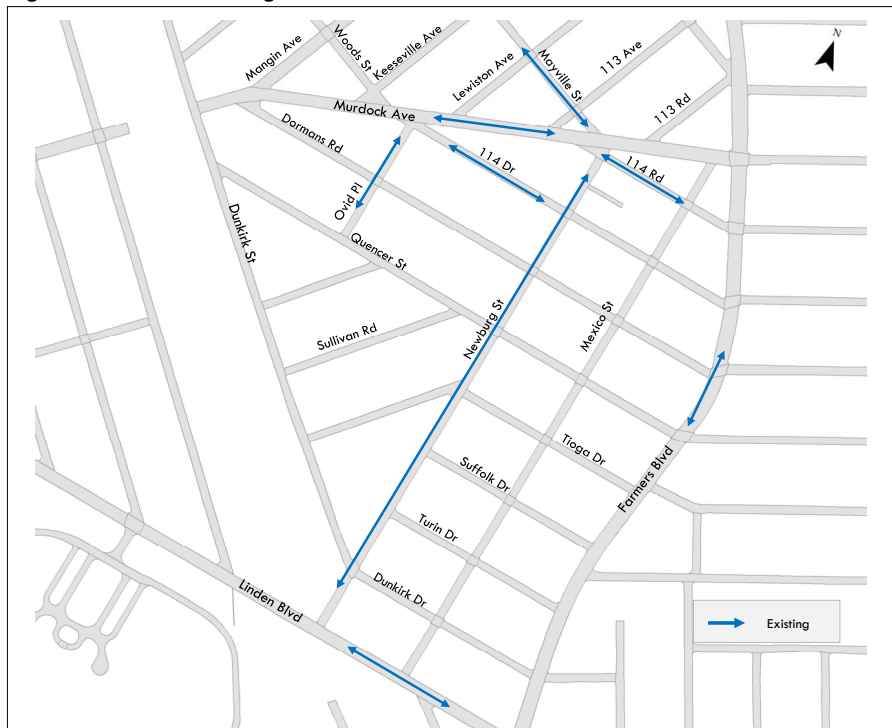 N
Mangin Ave
Woods St
Keeseville Ave
Lewiston Ave
Mayville St
113 Ave
113 Rd
Murdock Ave
Dormans Rd
114 Dr
114 Rd
Ovid Pl
Dunkirk St
Quencer St
Newburg St
Mexico St
Sullivan Rd
Tioga Dr
Suffolk Dr
Farmers Blvd
Turin Dr
Dunkirk Dr
Linden Blvd
Existing